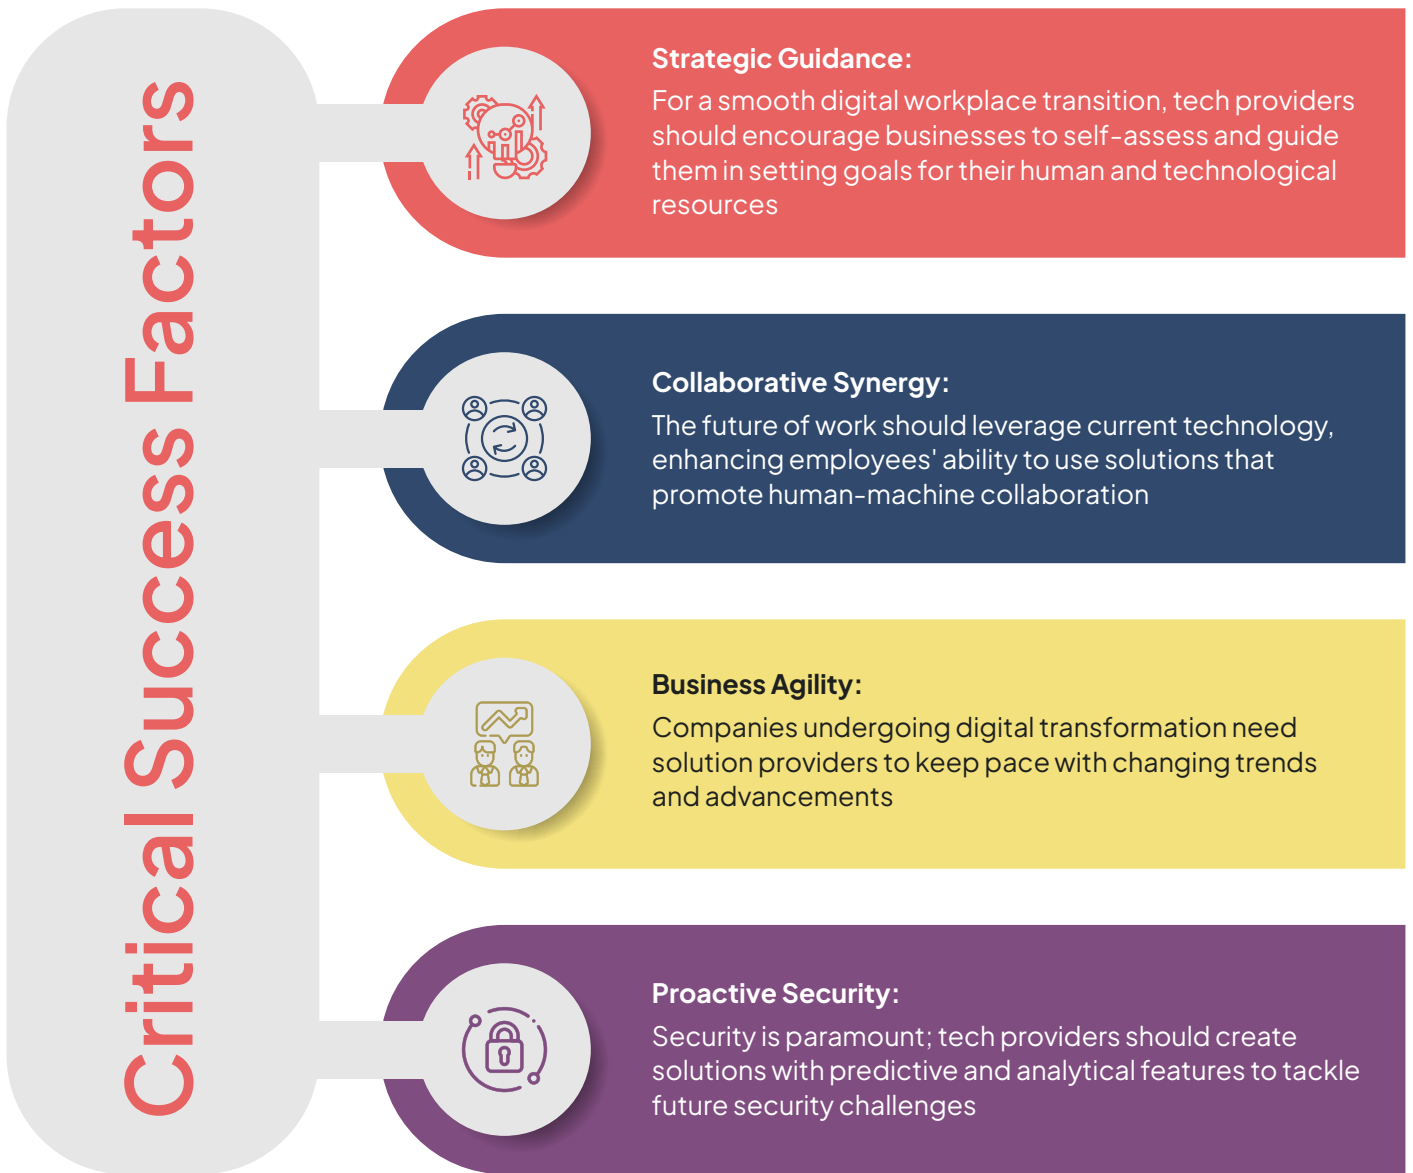 Critical Success Factors
Strategic Guidance:
For a smooth digital workplace transition, tech providers
should encourage businesses to self-assess and guide
them in setting goals for their human and technological
resources
Collaborative Synergy:
The future of work should leverage current technology,
enhancing employees' ability to use solutions that
promote human-machine collaboration
Business Agility:
Companies undergoing digital transformation need
solution providers to keep pace with changing trends
and advancements
Proactive Security:
Security is paramount; tech providers should create
solutions with predictive and analytical features to tackle
future security challenges